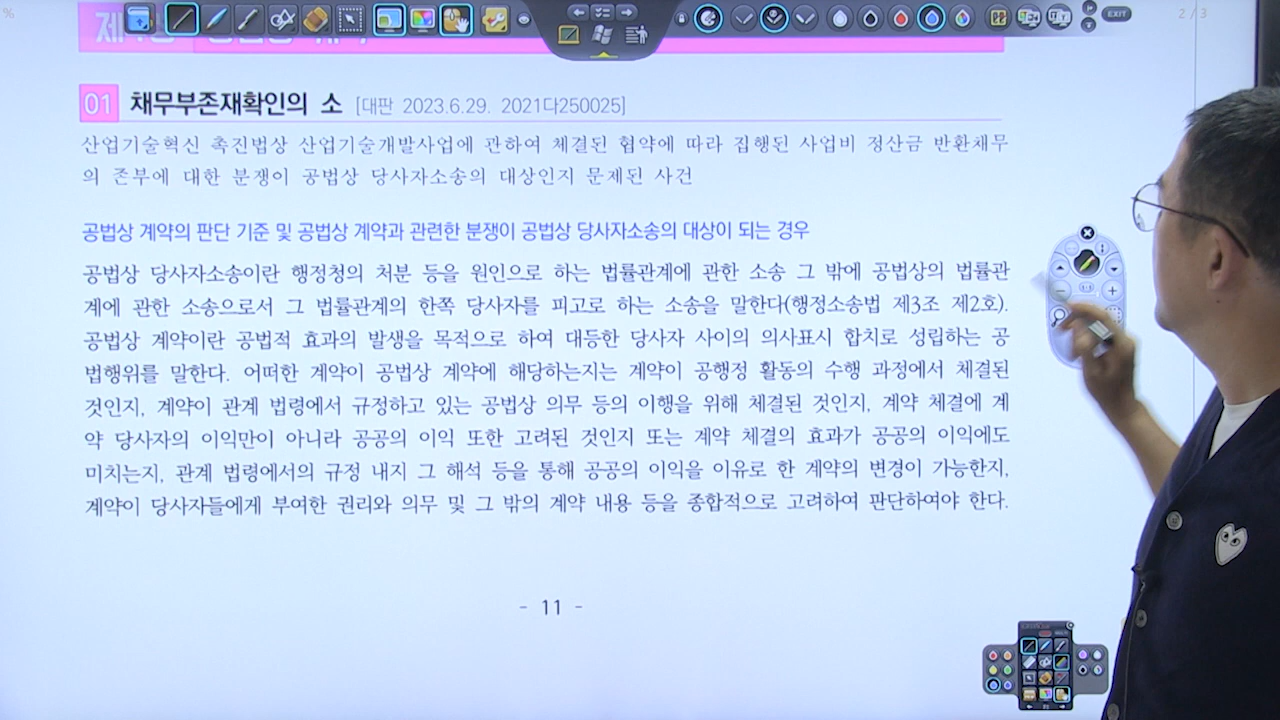 %
EXIT
2 / 3
01 채무부존재확인의 소 [대판 2023.6.29. 2021다250025]
산업기술혁신 촉진법상 산업기술개발사업에 관하여 체결된 협약에 따라 집행된 사업비 정산금 반환채무
의 존부에 대한 분쟁이 공법상 당사자소송의 대상인지 문제된 사건
공법상 계약의 판단 기준 및 공법상 계약과 관련한 분쟁이 공법상 당사자소송의 대상이 되는 경우
공법상 당사자소송이란 행정청의 처분 등을 원인으로 하는 법률관계에 관한 소송 그 밖에 공법상의 법률관
계에 관한 소송으로서 그 법률관계의 한쪽 당사자를 피고로 하는 소송을 말한다(행정소송법 제3조 제2호).
공법상 계약이란 공법적 효과의 발생을 목적으로 하여 대등한 당사자 사이의 의사표시 합치로 성립하는 공
법행위를 말한다. 어떠한 계약이 공법상 계약에 해당하는지는 계약이 공행정 활동의 수행 과정에서 체결된
것인지, 계약이 관계 법령에서 규정하고 있는 공법상 의무 등의 이행을 위해 체결된 것인지, 계약 체결에 계
약 당사자의 이익만이 아니라 공공의 이익 또한 고려된 것인지 또는 계약 체결의 효과가 공공의 이익에도
미치는지, 관계 법령에서의 규정 내지 그 해석 등을 통해 공공의 이익을 이유로 한 계약의 변경이 가능한지,
계약이 당사자들에게 부여한 권리와 의무 및 그 밖의 계약 내용 등을 종합적으로 고려하여 판단하여야 한다.
- 11 -